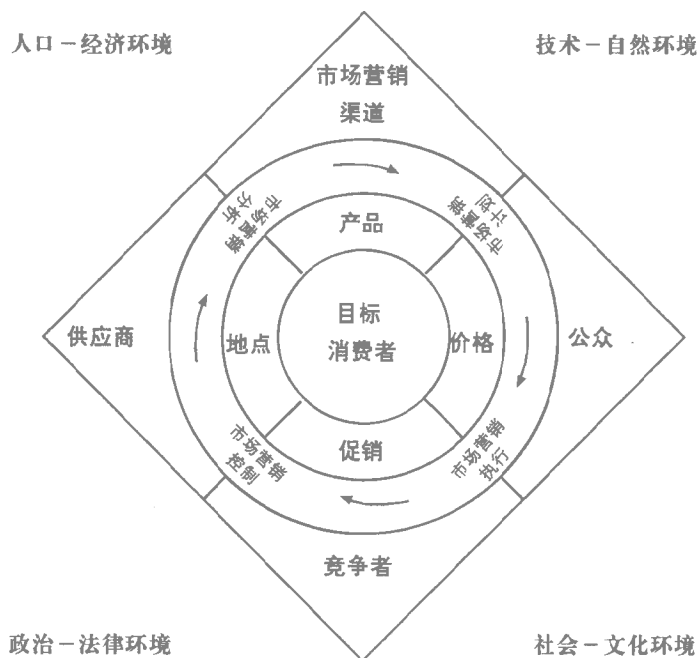 人口－经济环境
技术－自然环境
市场营销
渠道
市场营销
分析
市场营销
计划
产品
供应商
地点
目标
消费者
价格
公众
促销
市场营销
控制
市场营销
执行
竞争者
政治－法律环境
社会－文化环境